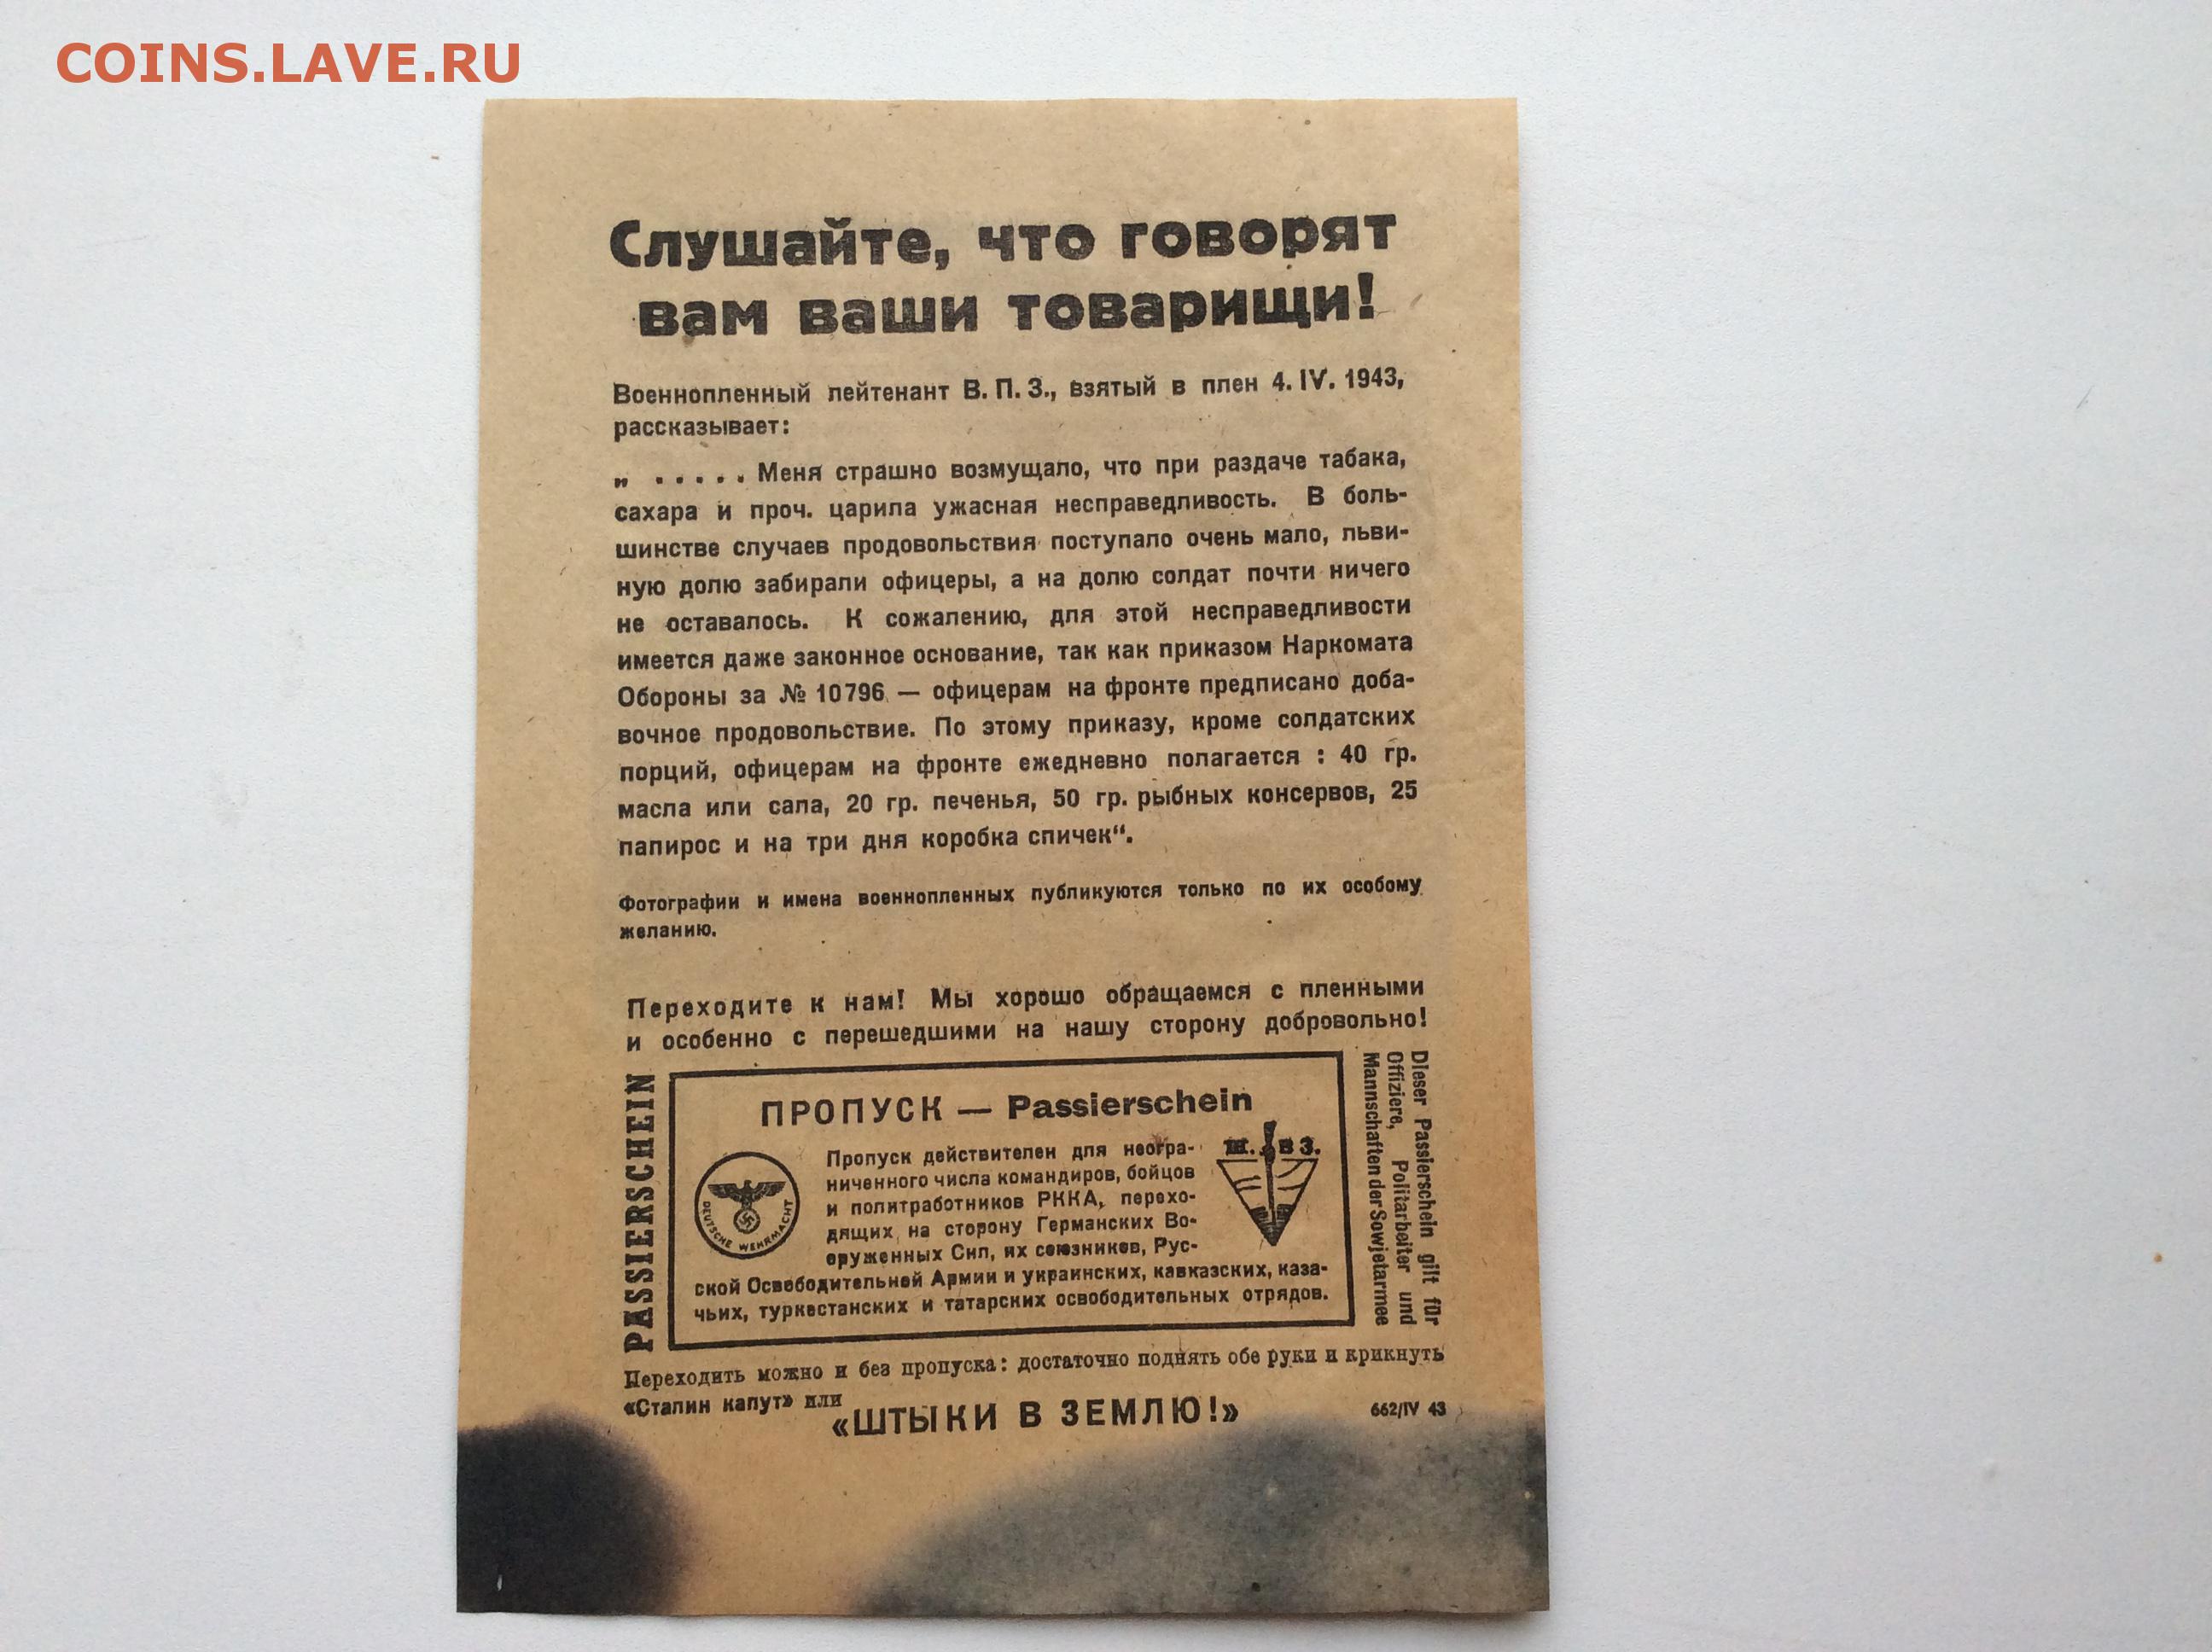 COINS.LAVE.RU
Слушайте, что говорят
вам ваши товарищи!
Военнопленный лейтенант В. П. З., взятый в плен 4. IV. 1943,
рассказывает:
„ ..... Меня страшно возмущало, что при раздаче табака,
сахара и проч. царила ужасная несправедливость. В боль-
шинстве случаев продовольствия поступало очень мало, льви-
ную долю забирали офицеры, а на долю солдат почти ничего
не оставалось. К сожалению, для этой несправедливости
имеется даже законное основание, так как приказом Наркомата
Обороны за № 10796 — офицерам на фронте предписано доба-
вочное продовольствие. По этому приказу, кроме солдатских
порций, офицерам на фронте ежедневно полагается : 40 гр.
масла или сала, 20 гр. печенья, 50 гр. рыбных консервов, 25
папирос и на три дня коробка спичек“.
Фотографии и имена военнопленных публикуются только по их особому
желанию.
Переходите к нам! Мы хорошо обращаемся с пленными
и особенно с перешедшими на нашу сторону добровольно!
PASSIERSCHEIN
ПРОПУСК — Passierschein
DEUTSCHE WEHRMACHT
Ш. В З.
Пропуск действителен для неогра-
ниченного числа командиров, бойцов
и политработников РККА, перехо-
дящих на сторону Германских Во-
оруженных Сил, их союзников, Рус-
ской Освободительной Армии и украинских, кавказских, каза-
чьих, туркестанских и татарских освободительных отрядов.
Dieser Passierschein gilt für
Offiziere, Politarbeiter und
Mannschaften der Sowjetarmee
Переходить можно и без пропуска: достаточно поднять обе руки и крикнуть
«Сталин капут» или
«ШТЫКИ В ЗЕМЛЮ!»
662/IV 43